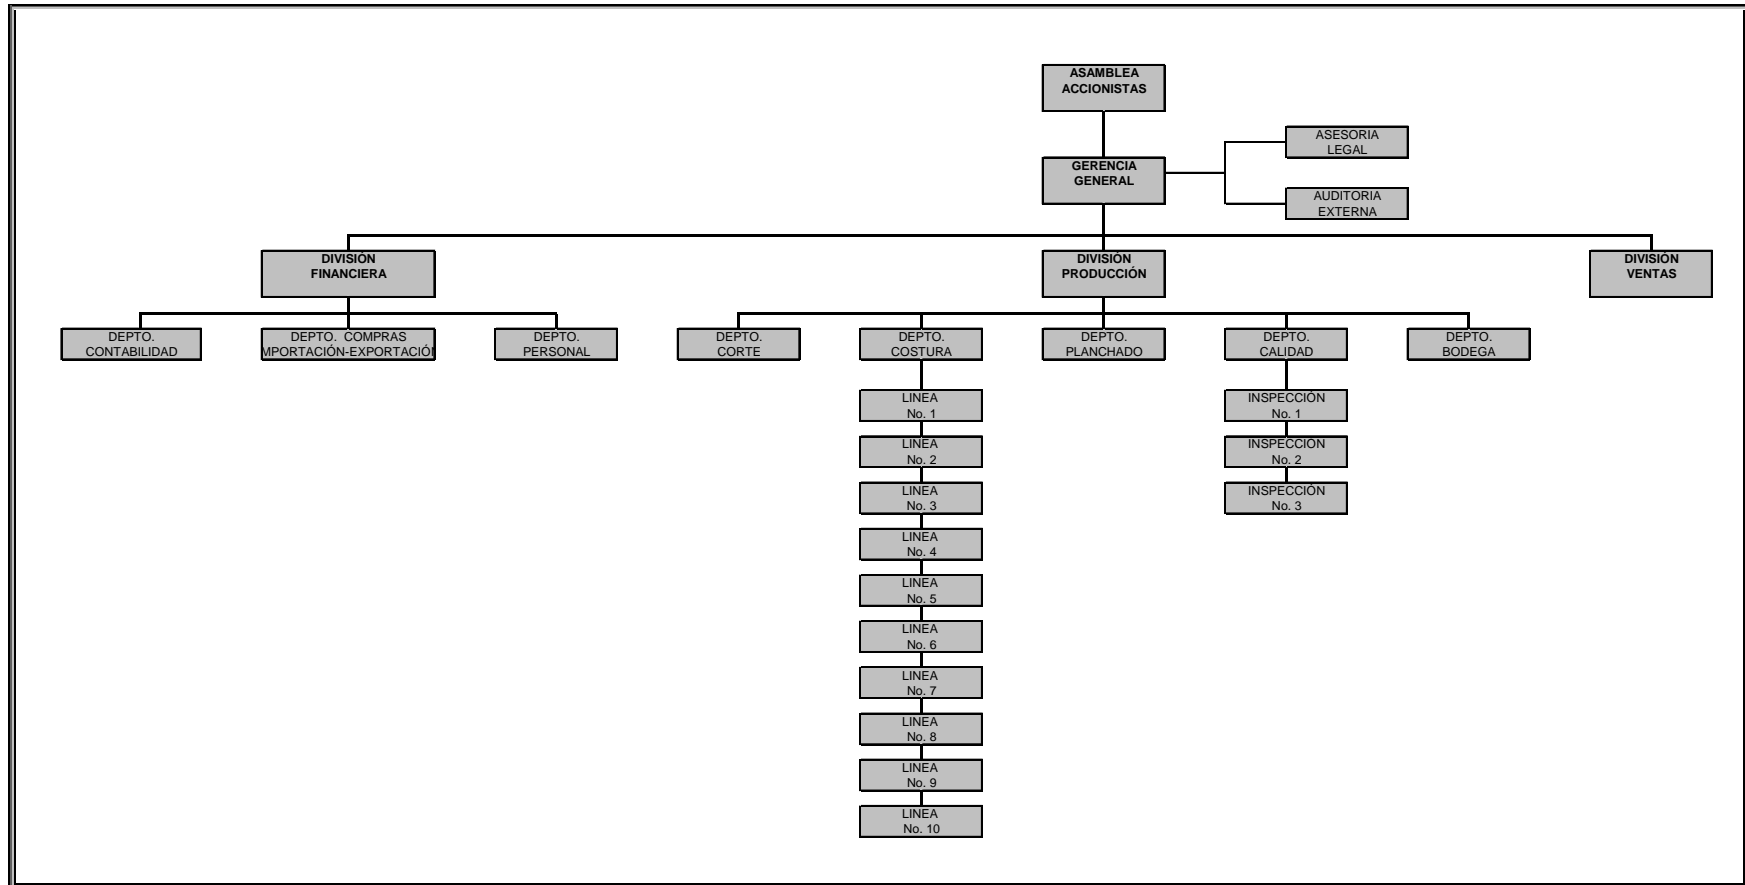 ASAMBLEA
ACCIONISTAS
ASESORIA
LEGAL
GERENCIA
GENERAL
AUDITORIA
EXTERNA
DIVISIÓN
FINANCIERA
DIVISIÓN
PRODUCCIÓN
DIVISIÓN
VENTAS
DEPTO.
CONTABILIDAD
DEPTO. COMPRAS
MPORTACIÓN-EXPORTACIÓN
DEPTO.
PERSONAL
DEPTO.
CORTE
DEPTO.
COSTURA
DEPTO.
PLANCHADO
DEPTO.
CALIDAD
DEPTO.
BODEGA
LINEA
No. 1
LINEA
No. 2
LINEA
No. 3
LINEA
No. 4
LINEA
No. 5
LINEA
No. 6
LINEA
No. 7
LINEA
No. 8
LINEA
No. 9
LINEA
No. 10
INSPECCIÓN
No. 1
INSPECCION
No. 2
INSPECCIÓN
No. 3